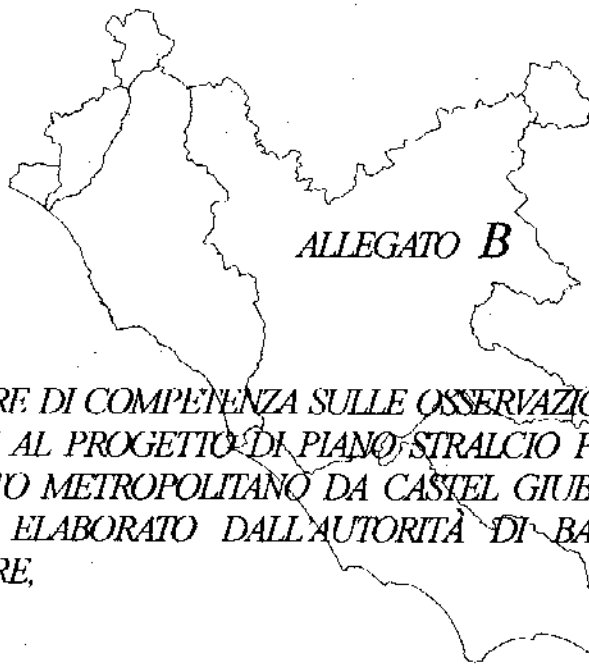 ALLEGATO B
RE DI COMPETENZA SULLE OSSERVAZIO
AL PROGETTO DI PIANO STRALCIO
O METROPOLITANO DA CASTEL GIUB
ELABORATO DALL'AUTORITÀ DI BA
RE,